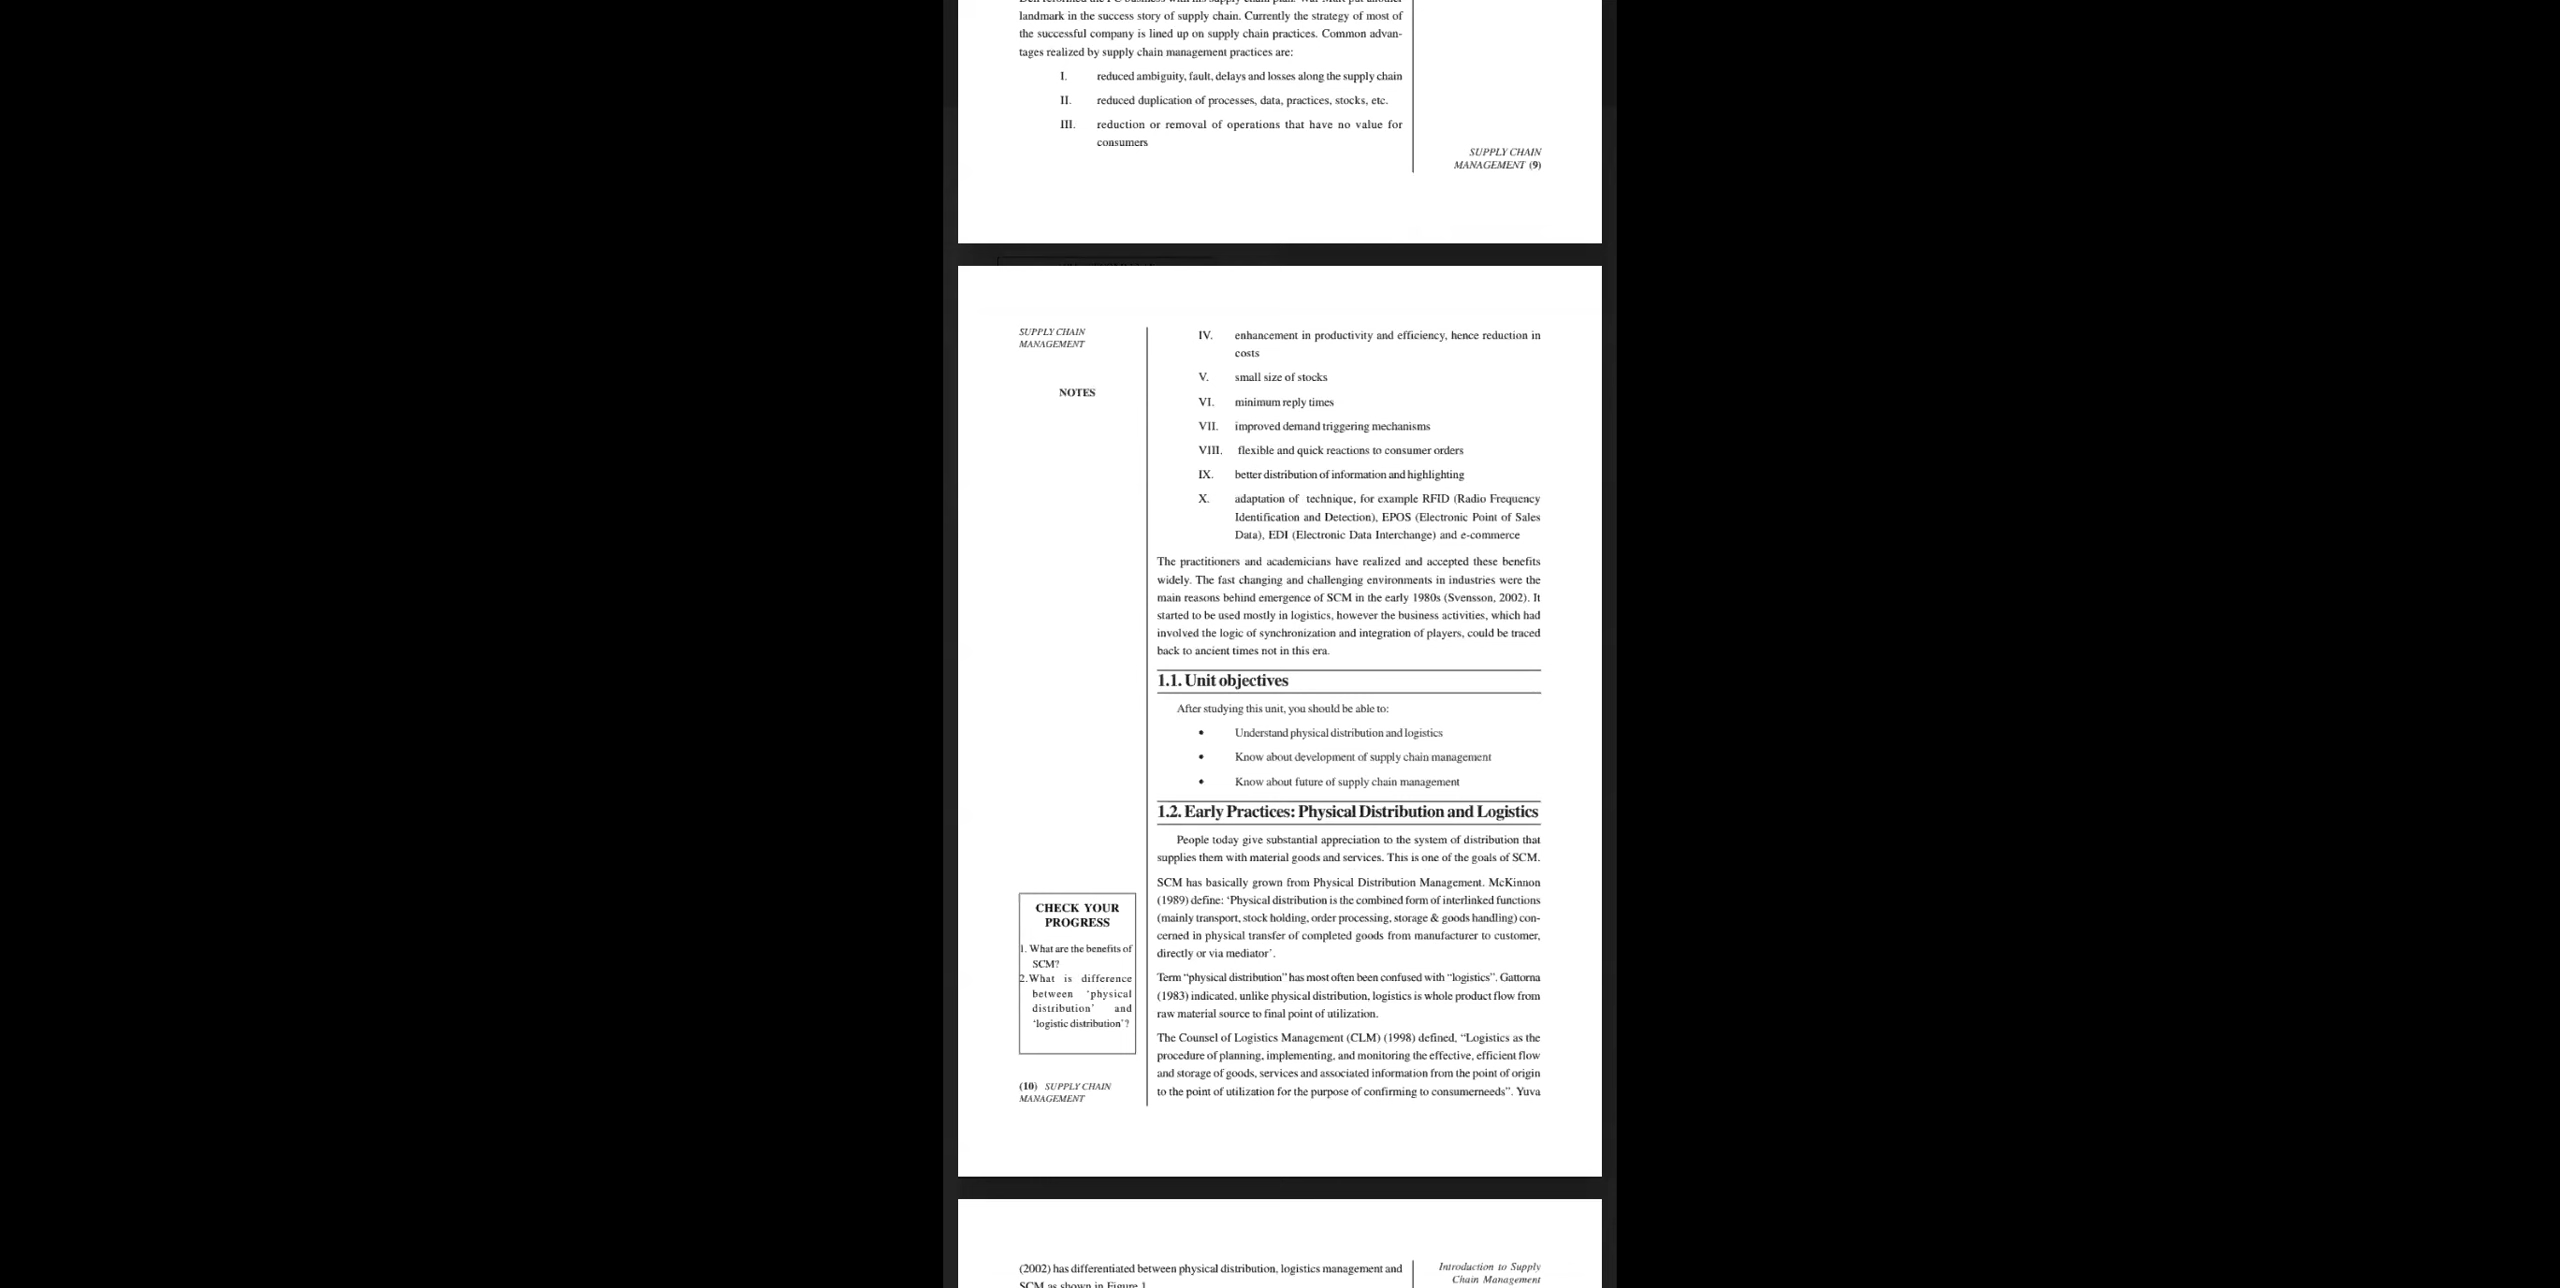 landmark in the success story of supply chain. Currently the strategy of most of
the successful company is lined up on supply chain practices. Common advan-
tages realized by supply chain management practices are:
I. reduced ambiguity, fault, delays and losses along the supply chain
II. reduced duplication of processes, data, practices, stocks, etc.
III. reduction or removal of operations that have no value for
consumers
SUPPLY CHAIN
MANAGEMENT (9)
SUPPLY CHAIN
MANAGEMENT
NOTES
IV. enhancement in productivity and efficiency, hence reduction in
costs
V. small size of stocks
VI. minimum reply times
VII. improved demand triggering mechanisms
VIII. flexible and quick reactions to consumer orders
IX. better distribution of information and highlighting
X. adaptation of technique, for example RFID (Radio Frequency
Identification and Detection), EPOS (Electronic Point of Sales
Data), EDI (Electronic Data Interchange) and e-commerce
The practitioners and academicians have realized and accepted these benefits
widely. The fast changing and challenging environments in industries were the
main reasons behind emergence of SCM in the early 1980s (Svensson, 2002). It
started to be used mostly in logistics, however the business activities, which had
involved the logic of synchronization and integration of players, could be traced
back to ancient times not in this era.
1.1. Unit objectives
After studying this unit, you should be able to:
• Understand physical distribution and logistics
• Know about development of supply chain management
• Know about future of supply chain management
1.2. Early Practices: Physical Distribution and Logistics
People today give substantial appreciation to the system of distribution that
supplies them with material goods and services. This is one of the goals of SCM.
SCM has basically grown from Physical Distribution Management. McKinnon
(1989) define: ‘Physical distribution is the combined form of interlinked functions
(mainly transport, stock holding, order processing, storage & goods handling) con-
cerned in physical transfer of completed goods from manufacturer to customer,
directly or via mediator’.
Term “physical distribution” has most often been confused with “logistics”. Gattorna
(1983) indicated, unlike physical distribution, logistics is whole product flow from
raw material source to final point of utilization.
The Counsel of Logistics Management (CLM) (1998) defined, “Logistics as the
procedure of planning, implementing, and monitoring the effective, efficient flow
and storage of goods, services and associated information from the point of origin
to the point of utilization for the purpose of confirming to consumerneeds”. Yuva
CHECK YOUR
PROGRESS
1. What are the benefits of
SCM?
2.What is difference
between ‘physical
distribution’ and
‘logistic distribution’?
(10) SUPPLY CHAIN
MANAGEMENT
(2002) has differentiated between physical distribution, logistics management and
SCM as shown in Figure 1.
Introduction to Supply
Chain Management